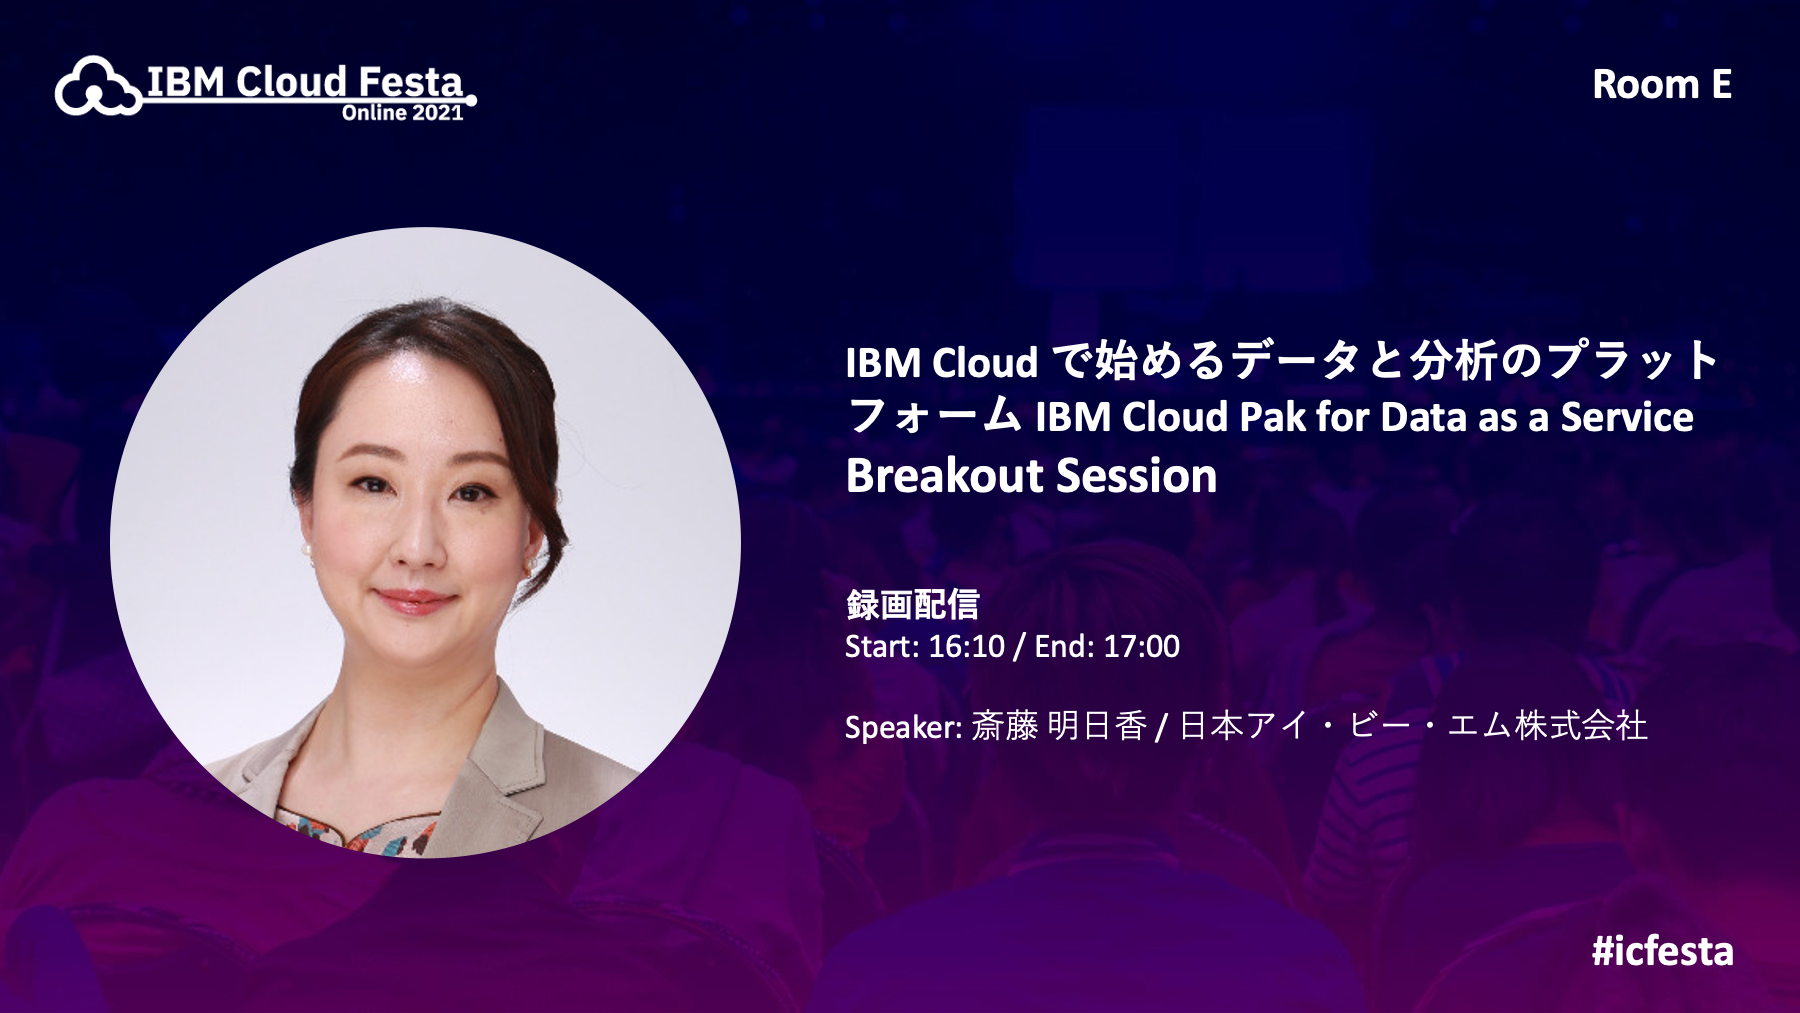 IBM Cloud Festa
Online 2021
Room E
IBM Cloud で始めるデータと分析のプラット
フォーム IBM Cloud Pak for Data as a Service
Breakout Session
録画配信
Start: 16:10 / End: 17:00
Speaker: 斎藤 明日香 / 日本アイ・ビー・エム株式会社
#icfesta